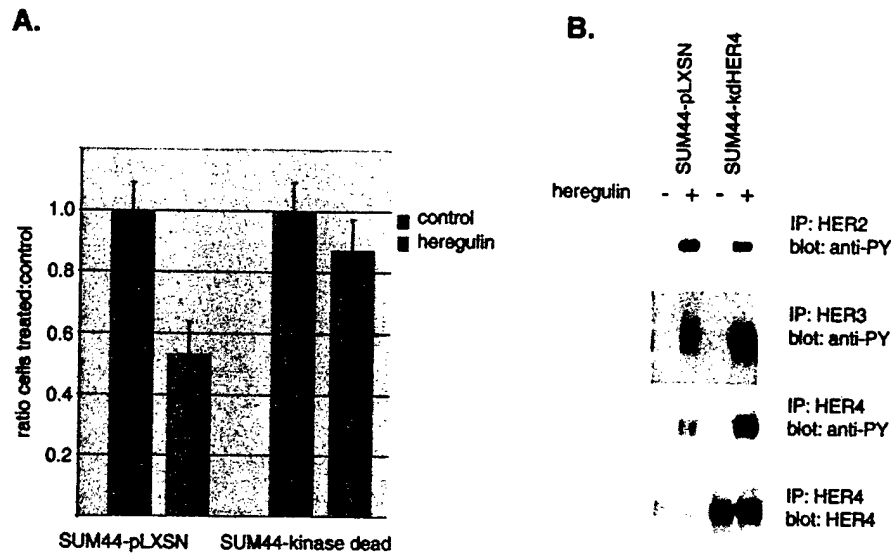 A.
ratio cells treated:control
1.0
0.8
0.6
0.4
0.2
SUM44-pLXSN
SUM44-kinase dead
control
heregulin
B.
SUM44-pLXSN
SUM44-kdHER4
heregulin
- + - +
IP: HER2
blot: anti-PY
IP: HER3
blot: anti-PY
IP: HER4
blot: anti-PY
IP: HER4
blot: HER4